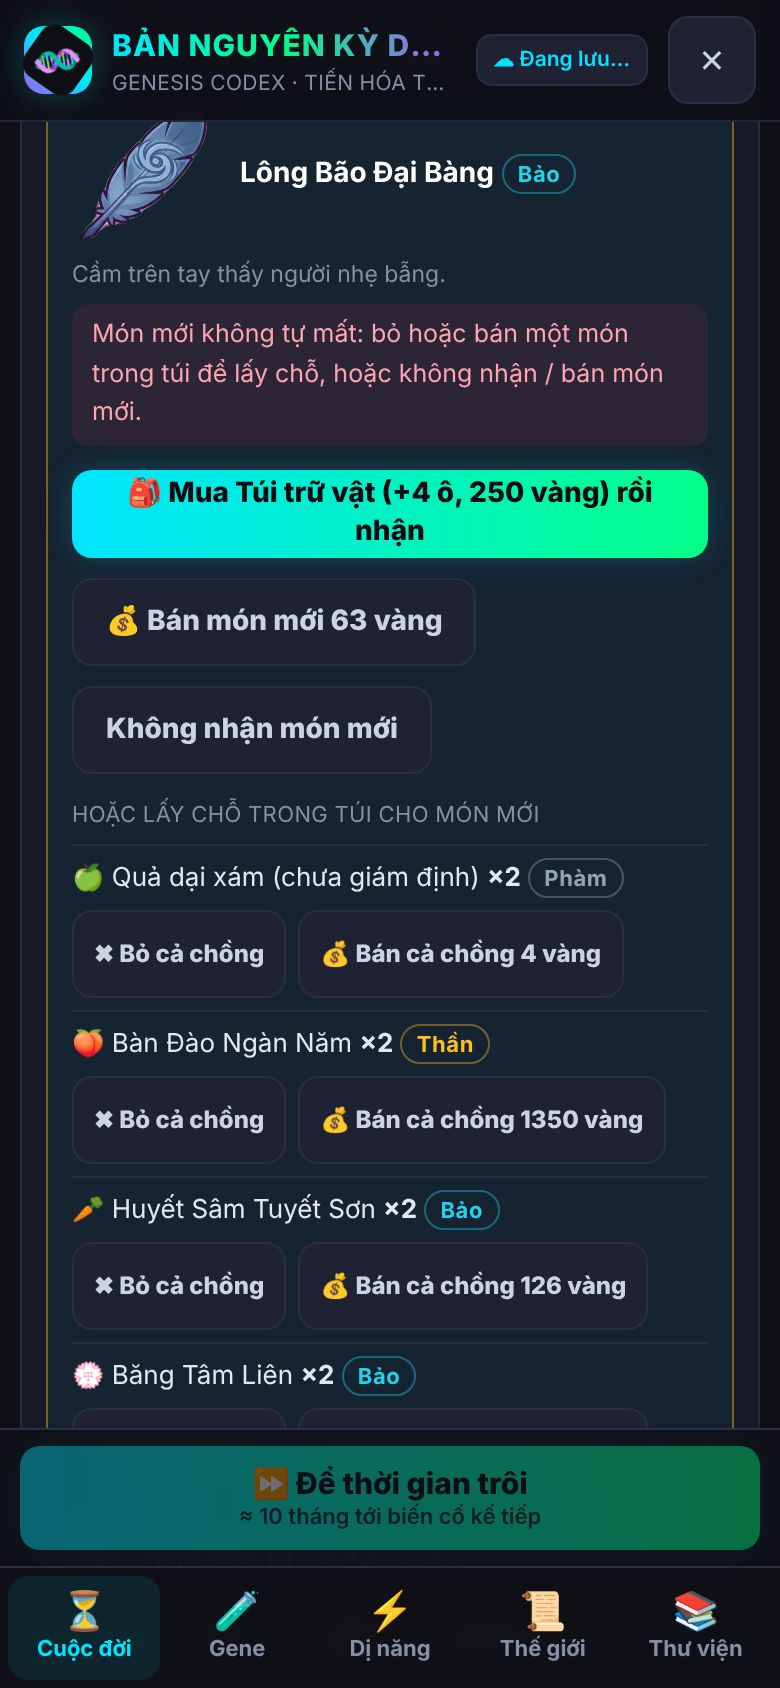 BẢN NGUYÊN KỲ D...
GENESIS CODEX · TIẾN HÓA T...
☁ Đang lưu...
✕
Lông Bão Đại Bàng Bảo
Cầm trên tay thấy người nhẹ bẫng.
Món mới không tự mất: bỏ hoặc bán một món
trong túi để lấy chỗ, hoặc không nhận / bán món
mới.
🎒 Mua Túi trữ vật (+4 ô, 250 vàng) rồi
nhận
💰 Bán món mới 63 vàng
Không nhận món mới
HOẶC LẤY CHỖ TRONG TÚI CHO MÓN MỚI
🍏 Quả dại xám (chưa giám định) ×2 Phàm
✖ Bỏ cả chồng 💰 Bán cả chồng 4 vàng
🍑 Bàn Đào Ngàn Năm ×2 Thần
✖ Bỏ cả chồng 💰 Bán cả chồng 1350 vàng
🥕 Huyết Sâm Tuyết Sơn ×2 Bảo
✖ Bỏ cả chồng 💰 Bán cả chồng 126 vàng
💮 Băng Tâm Liên ×2 Bảo
⏩ Để thời gian trôi
≈ 10 tháng tới biến cố kế tiếp
Cuộc đời Gene Dị năng Thế giới Thư viện